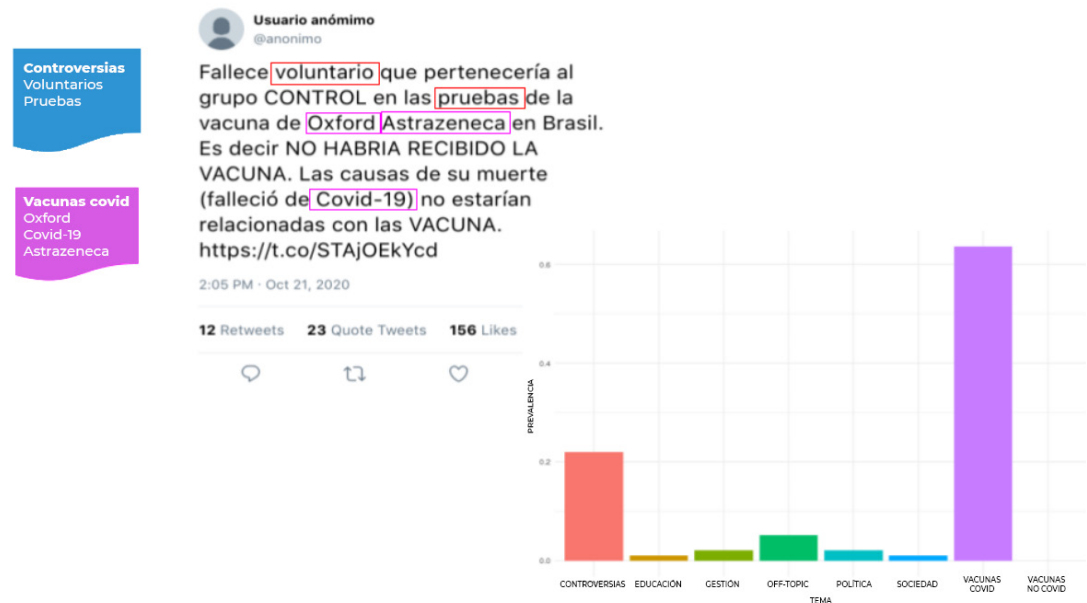 Controversias
Voluntarios
Pruebas
Vacunas covid
Oxford
Covid-19
Astrazeneca
Usuario anómimo
@anonimo
Fallece voluntario que pertenecería al
grupo CONTROL en las pruebas de la
vacuna de Oxford Astrazeneca en Brasil.
Es decir NO HABRIA RECIBIDO LA
VACUNA. Las causas de su muerte
(falleció de Covid-19) no estarían
relacionadas con las VACUNA.
https://t.co/STAjOEkYcd
2:05 PM · Oct 21, 2020
12 Retweets 23 Quote Tweets 156 Likes
PREVALENCIA
0.6
0.4
0.2
0.0
CONTROVERSIAS EDUCACIÓN GESTIÓN OFF-TOPIC POLÍTICA SOCIEDAD VACUNAS COVID VACUNAS NO COVID
TEMA